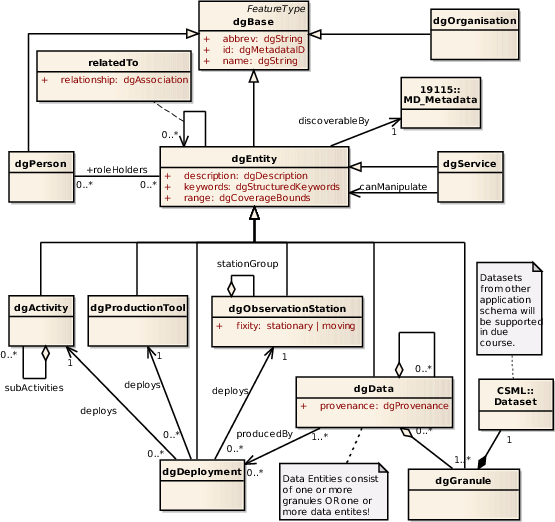 FeatureType
dgBase
+ abbrev: dgString
+ id: dgMetadataID
+ name: dgString
dgOrganisation
relatedTo
+ relationship: dgAssociation
19115::
MD_Metadata
discoverableBy
1
0..*
dgPerson
+roleHolders
0..*
0..*
dgEntity
+ description: dgDescription
+ keywords: dgStructuredKeywords
+ range: dgCoverageBounds
dgService
canManipulate
stationGroup
Datasets
from other
application
schema will
be supported
in due
course.
dgActivity
dgProductionTool
dgObservationStation
+ fixity: stationary | moving
0..*
1
1
1
0..*
subActivities
deploys
deploys
deploys
dgData
+ provenance: dgProvenance
CSML::
Dataset
producedBy
1..*
0..*
1
0..*
0..*
0..*
0..*
1..*
dgDeployment
Data Entities consist
of one or more
granules OR one or
more data entites!
dgGranule